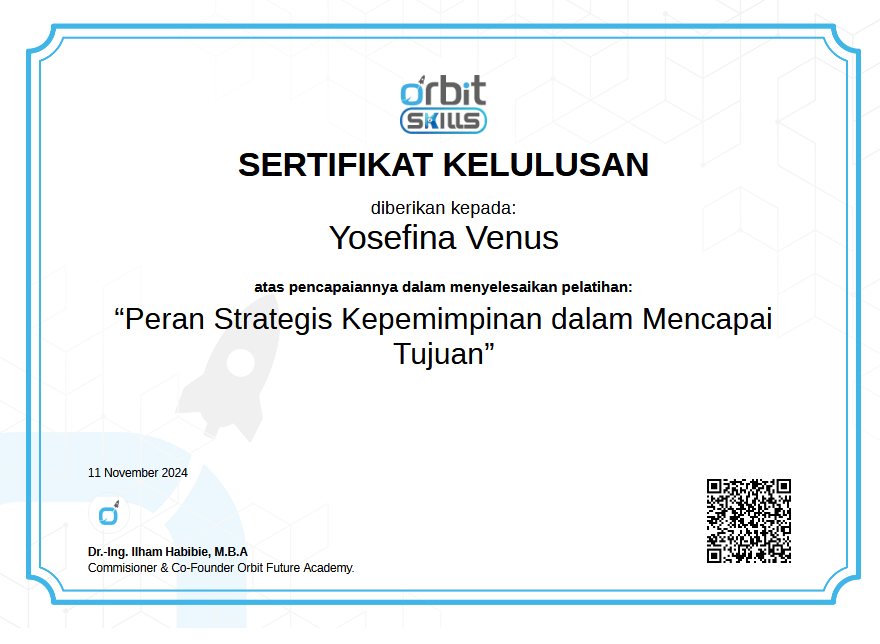 orbit
SKILLS
SERTIFIKAT KELULUSAN
diberikan kepada:
Yosefina Venus
atas pencapaiannya dalam menyelesaikan pelatihan:
“Peran Strategis Kepemimpinan dalam Mencapai
Tujuan”
11 November 2024
Dr.-Ing. Ilham Habibie, M.B.A
Commisioner & Co-Founder Orbit Future Academy.